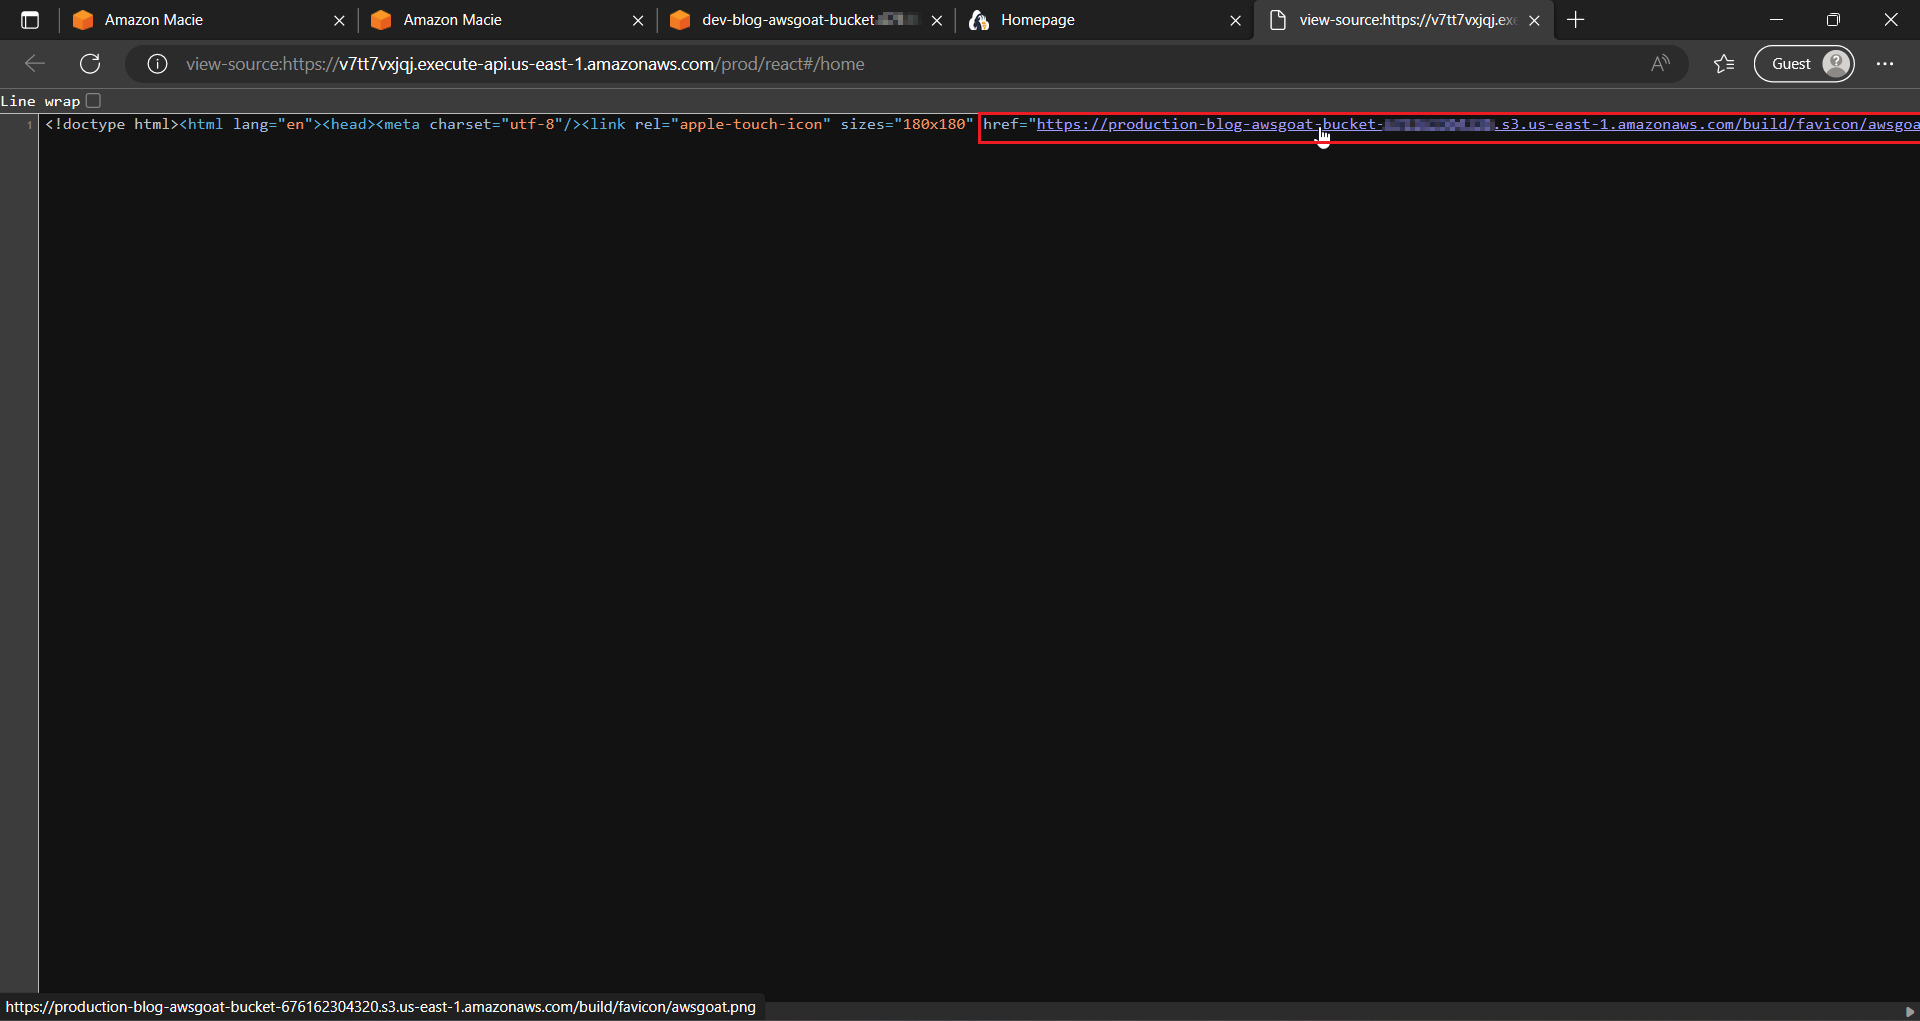 Amazon Macie
Amazon Macie
dev-blog-awsgoat-bucket
Homepage
view-source:https://v7tt7vxjqj.exe
view-source:https://v7tt7vxjqj.execute-api.us-east-1.amazonaws.com/prod/react#/home
Guest
Line wrap
1 <!doctype html><html lang="en"><head><meta charset="utf-8"/><link rel="apple-touch-icon" sizes="180x180" href="https://production-blog-awsgoat-bucket- .s3.us-east-1.amazonaws.com/build/favicon/awsgoa
https://production-blog-awsgoat-bucket-676162304320.s3.us-east-1.amazonaws.com/build/favicon/awsgoat.png